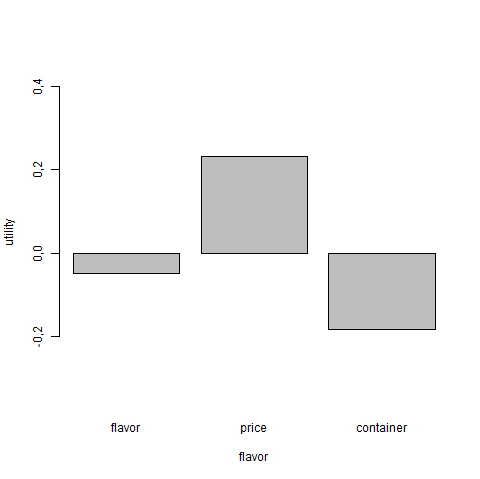 0,4
0,2
0,0
-0,2
utility
flavor price container
flavor